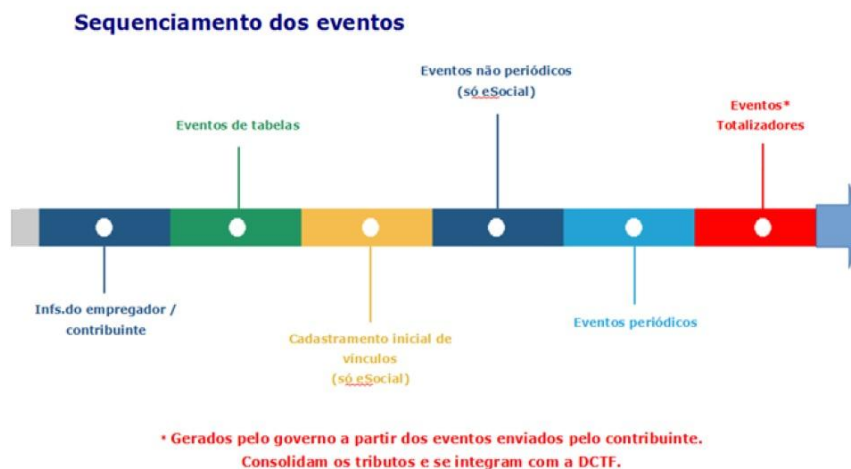 Sequenciamento dos eventos
Eventos não periódicos
(só eSocial)
Eventos*
Totalizadores
Eventos de tabelas
Infs.do empregador /
contribuinte
Cadastramento inicial de
vínculos
(só eSocial)
Eventos periódicos
* Gerados pelo governo a partir dos eventos enviados pelo contribuinte.
Consolidam os tributos e se integram com a DCTF.